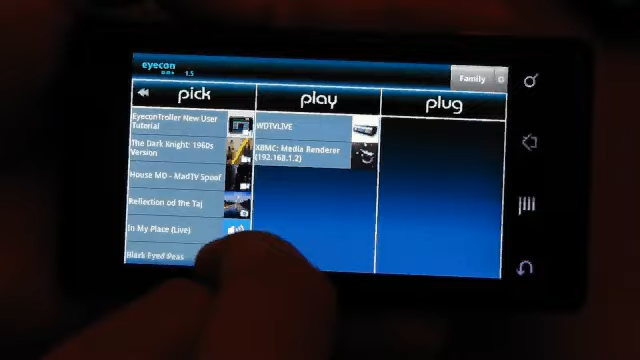 eyecon
1.5
Family
pick
play
plug
EyeconTroller New User
Tutorial
The Dark Knight: 1960s
Version
House MD - MadTV Spoof
Reflection od the Taj
In My Place (Live)
Black Eyed Peas
WDTVLIVE
XBMC: Media Renderer
(192.168.1.2)